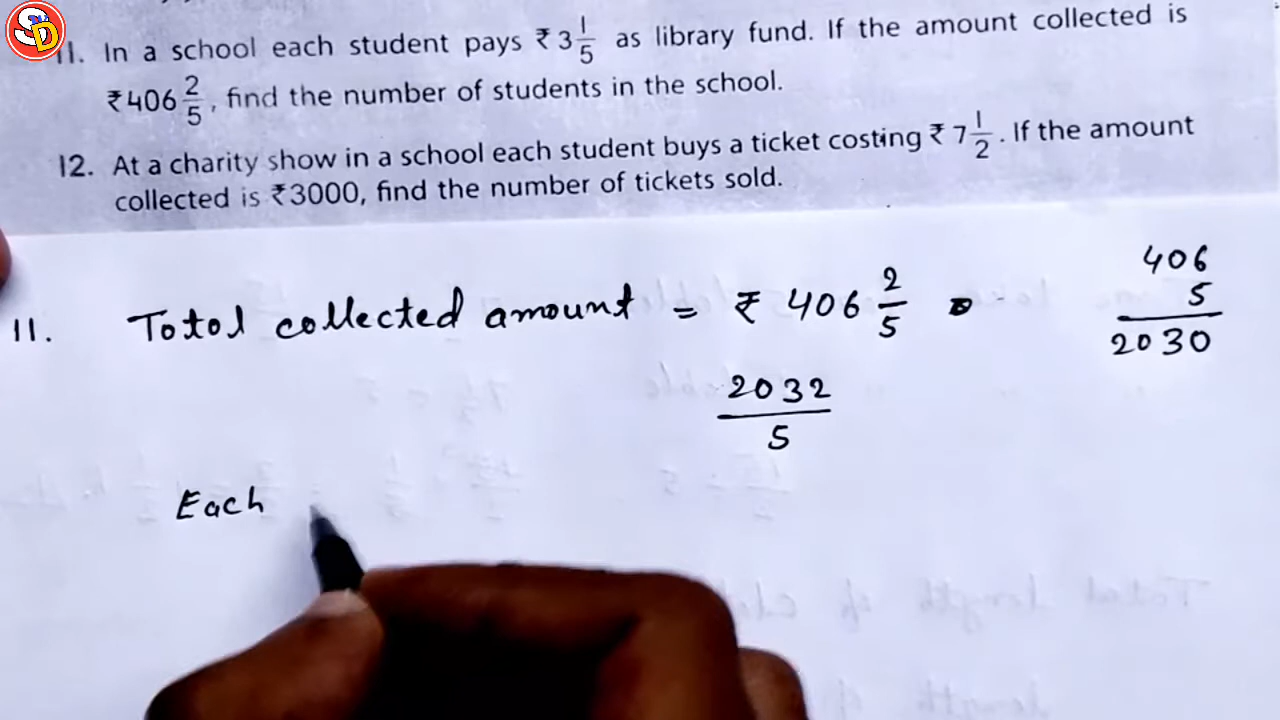 SD
11. In a school each student pays ₹3 1/5 as library fund. If the amount collected is
₹406 2/5, find the number of students in the school.
12. At a charity show in a school each student buys a ticket costing ₹7 1/2. If the amount
collected is ₹3000, find the number of tickets sold.
11. Total collected amount = ₹ 406 2/5
2032/5
406
5
2030
Each